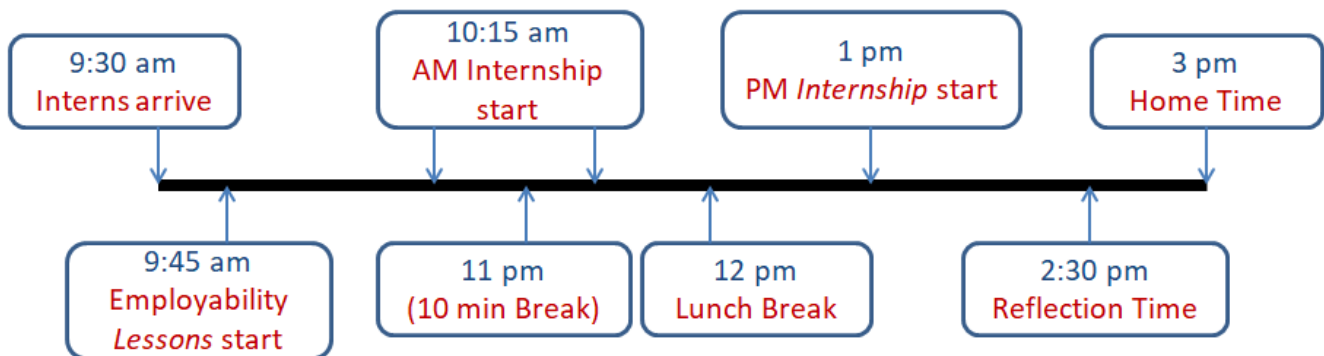 9:30 am
Interns arrive
10:15 am
AM Internship
start
1 pm
PM Internship start
3 pm
Home Time
9:45 am
Employability
Lessons start
11 pm
(10 min Break)
12 pm
Lunch Break
2:30 pm
Reflection Time